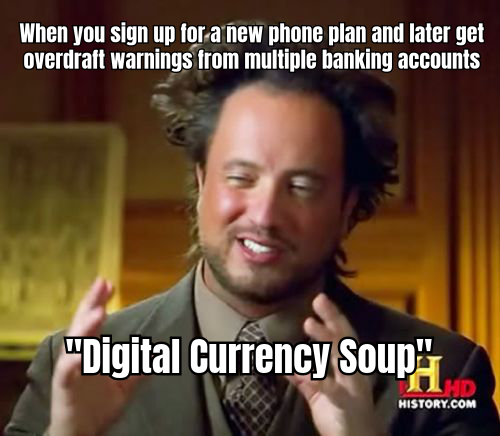 When you sign up for a new phone plan and later get
overdraft warnings from multiple banking accounts
"Digital Currency Soup"
H HD
HISTORY.COM